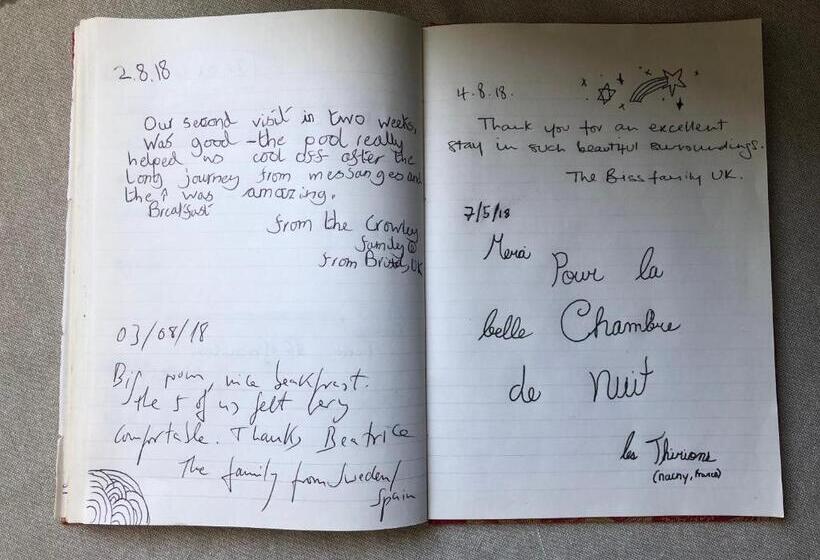 2.8.18
Our second visit in two weeks,
was good - the pool really
helped us cool off after the
long journey from messanges and
the ↑ was amazing.
Breakfast
from the Crowley
family
from Bristol, UK
03/08/18
Big room, nice beakfrast.
the 5 of us felt very
comfortable. Thanks Beatrice
The family from Sweden/
Spain
4.8.18.
Thank you for an excellent
stay in such beautiful surroundings.
The Biss family UK.
7/5/18
Merci
Pour la
belle Chambre
de nuit
les Thirions
(nancy, France)